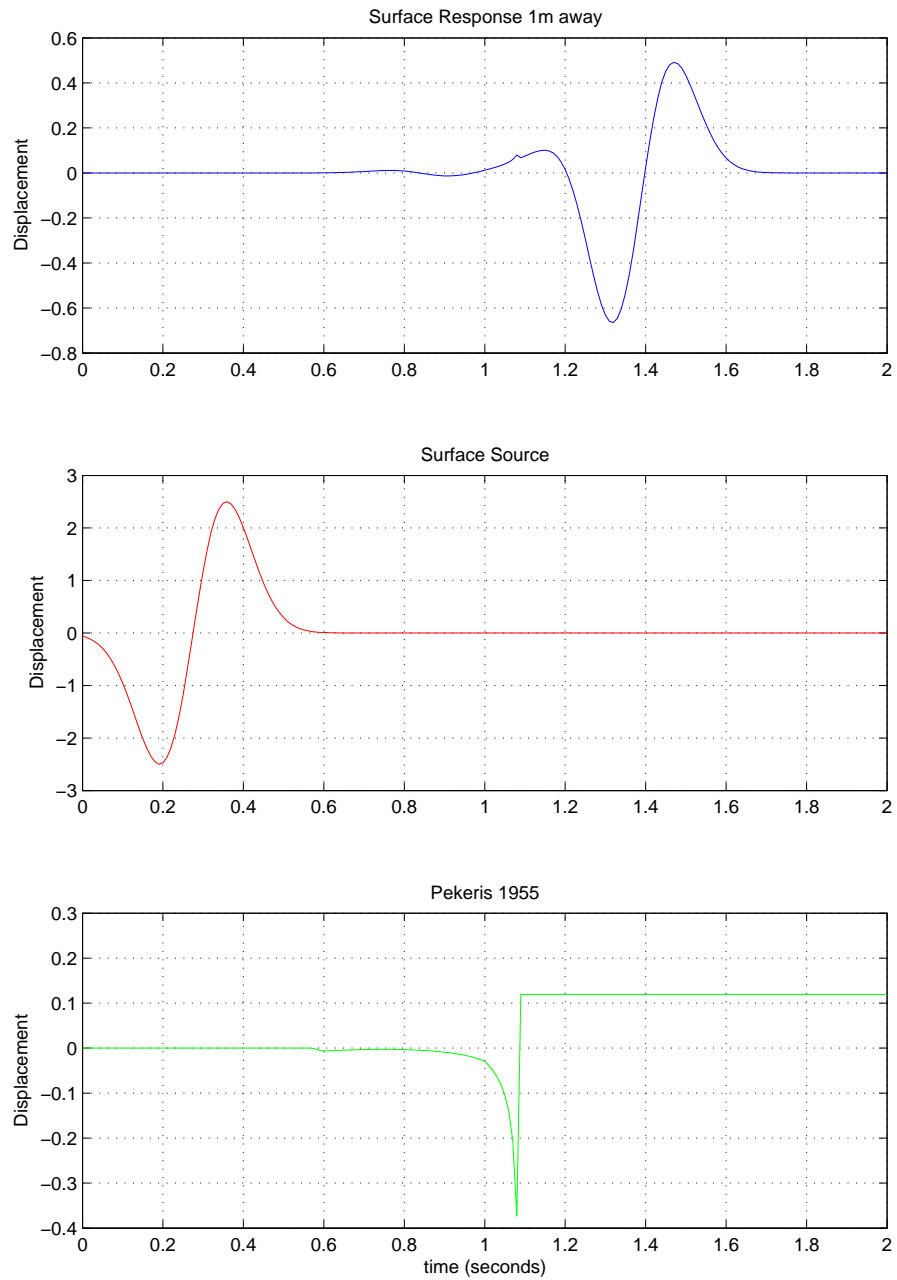 Surface Response 1m away
0.6
0.4
0.2
0
−0.2
−0.4
−0.6
−0.8
Displacement
0 0.2 0.4 0.6 0.8 1 1.2 1.4 1.6 1.8 2
Surface Source
3
2
1
0
−1
−2
−3
Displacement
0 0.2 0.4 0.6 0.8 1 1.2 1.4 1.6 1.8 2
Pekeris 1955
0.3
0.2
0.1
0
−0.1
−0.2
−0.3
−0.4
Displacement
0 0.2 0.4 0.6 0.8 1 1.2 1.4 1.6 1.8 2
time (seconds)